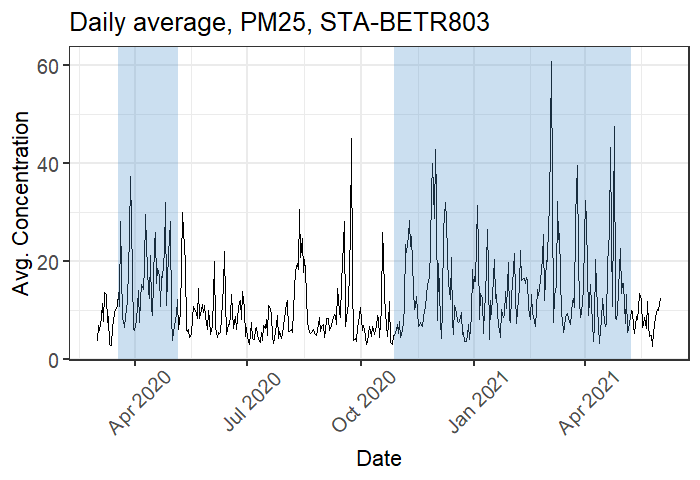 Daily average, PM25, STA-BETR803
Avg. Concentration
60
40
20
0
Apr 2020
Jul 2020
Oct 2020
Jan 2021
Apr 2021
Date